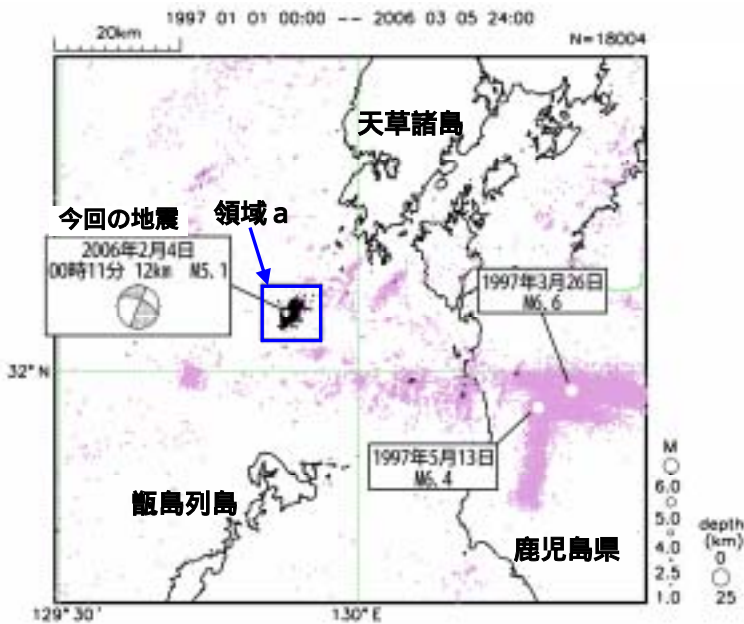 1997 01 01 00:00 -- 2006 03 05 24:00
20km
N=18004
天草諸島
今回の地震
領域a
2006年2月4日
00時11分 12km M5.1
1997年3月26日
M6.6
32°N
1997年5月13日
M6.4
甑島列島
鹿児島県
M
6.0
5.0
4.0
2.5
1.0
depth
(km)
0
25
129°30'
130°E